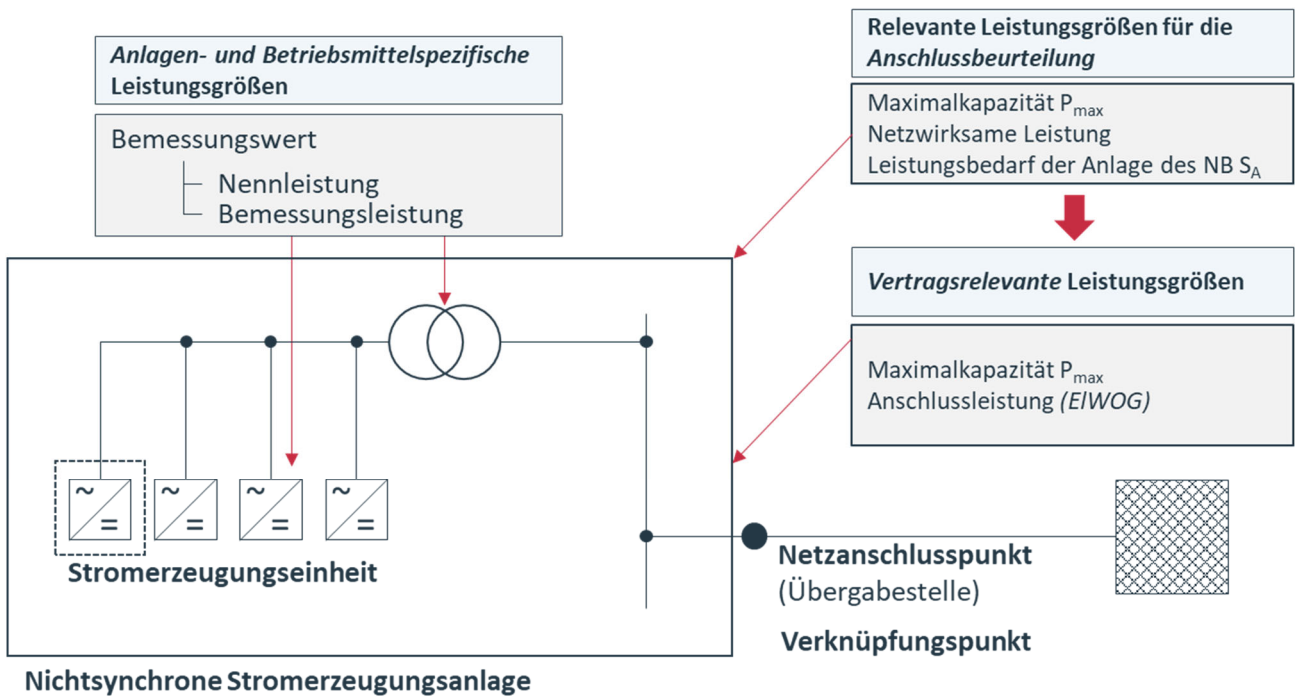 Anlagen- und Betriebsmittelspezifische
Leistungsgrößen
Bemessungswert
Nennleistung
Bemessungsleistung
Relevante Leistungsgrößen für die
Anschlussbeurteilung
Maximalkapazität Pmax
Netzwirksame Leistung
Leistungsbedarf der Anlage des NB SA
Vertragsrelevante Leistungsgrößen
Maximalkapazität Pmax
Anschlussleistung (ElWOG)
~ =
~ =
~ =
~ =
Stromerzeugungseinheit
Netzanschlusspunkt
(Übergabestelle)
Verknüpfungspunkt
Nichtsynchrone Stromerzeugungsanlage